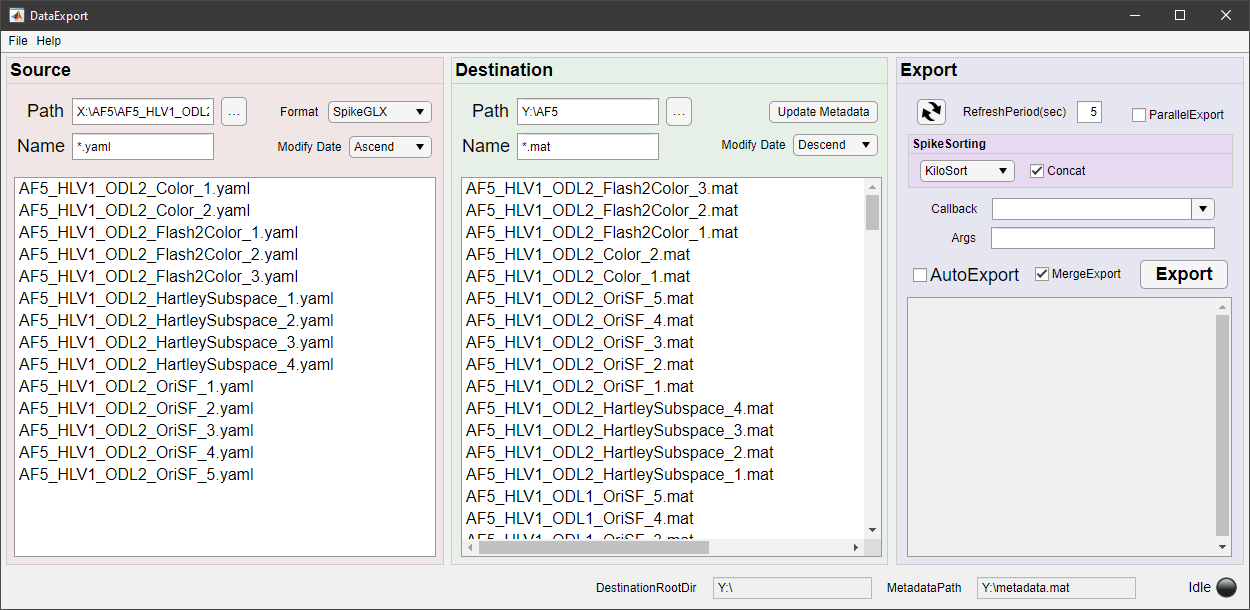 DataExport
File Help
Source
Path X:\AF5\AF5_HLV1_ODL2 ... Format SpikeGLX
Name *.yaml Modify Date Ascend
AF5_HLV1_ODL2_Color_1.yaml
AF5_HLV1_ODL2_Color_2.yaml
AF5_HLV1_ODL2_Flash2Color_1.yaml
AF5_HLV1_ODL2_Flash2Color_2.yaml
AF5_HLV1_ODL2_Flash2Color_3.yaml
AF5_HLV1_ODL2_HartleySubspace_1.yaml
AF5_HLV1_ODL2_HartleySubspace_2.yaml
AF5_HLV1_ODL2_HartleySubspace_3.yaml
AF5_HLV1_ODL2_HartleySubspace_4.yaml
AF5_HLV1_ODL2_OriSF_1.yaml
AF5_HLV1_ODL2_OriSF_2.yaml
AF5_HLV1_ODL2_OriSF_3.yaml
AF5_HLV1_ODL2_OriSF_4.yaml
AF5_HLV1_ODL2_OriSF_5.yaml
Destination
Path Y:\AF5 ... Update Metadata
Name *.mat Modify Date Descend
AF5_HLV1_ODL2_Flash2Color_3.mat
AF5_HLV1_ODL2_Flash2Color_2.mat
AF5_HLV1_ODL2_Flash2Color_1.mat
AF5_HLV1_ODL2_Color_2.mat
AF5_HLV1_ODL2_Color_1.mat
AF5_HLV1_ODL2_OriSF_5.mat
AF5_HLV1_ODL2_OriSF_4.mat
AF5_HLV1_ODL2_OriSF_3.mat
AF5_HLV1_ODL2_OriSF_2.mat
AF5_HLV1_ODL2_OriSF_1.mat
AF5_HLV1_ODL2_HartleySubspace_4.mat
AF5_HLV1_ODL2_HartleySubspace_3.mat
AF5_HLV1_ODL2_HartleySubspace_2.mat
AF5_HLV1_ODL2_HartleySubspace_1.mat
AF5_HLV1_ODL1_OriSF_5.mat
AF5_HLV1_ODL1_OriSF_4.mat
AF5_HLV1_ODL1_OriSF_3.mat
Export
RefreshPeriod(sec) 5 ParallelExport
SpikeSorting
KiloSort Concat
Callback
Args
AutoExport MergeExport Export
DestinationRootDir Y:\ MetadataPath Y:\metadata.mat Idle